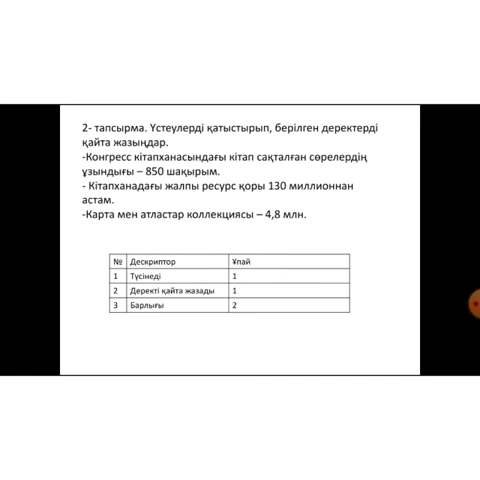 2- тапсырма. Үстеулерді қатыстырып, берілген деректерді
қайта жазыңдар.
-Конгресс кітапханасындағы кітап сақталған сөрелердің
ұзындығы – 850 шақырым.
- Кітапханадағы жалпы ресурс қоры 130 миллионнан
астам.
-Карта мен атластар коллекциясы – 4,8 млн.
№ Дескриптор Ұпай
1 Түсінеді 1
2 Деректі қайта жазады 1
3 Барлығы 2